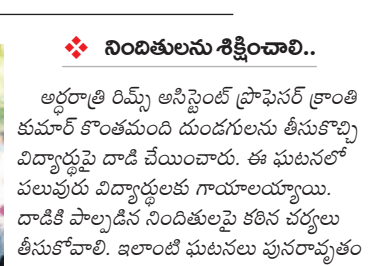 నిందితులను శిక్షించాలి..
అర్ధరాత్రి రిమ్స్ అసిస్టెంట్ ప్రొఫెసర్ క్రాంతి
కుమార్ కొంతమంది దుండగులను తీసుకొచ్చి
విద్యార్థుపై దాడి చేయించారు. ఈ ఘటనలో
పలువురు విద్యార్థులకు గాయాలయ్యాయి.
దాడికి పాల్పడిన నిందితులపై కఠిన చర్యలు
తీసుకోవాలి. ఇలాంటి ఘటనలు పునరావృతం